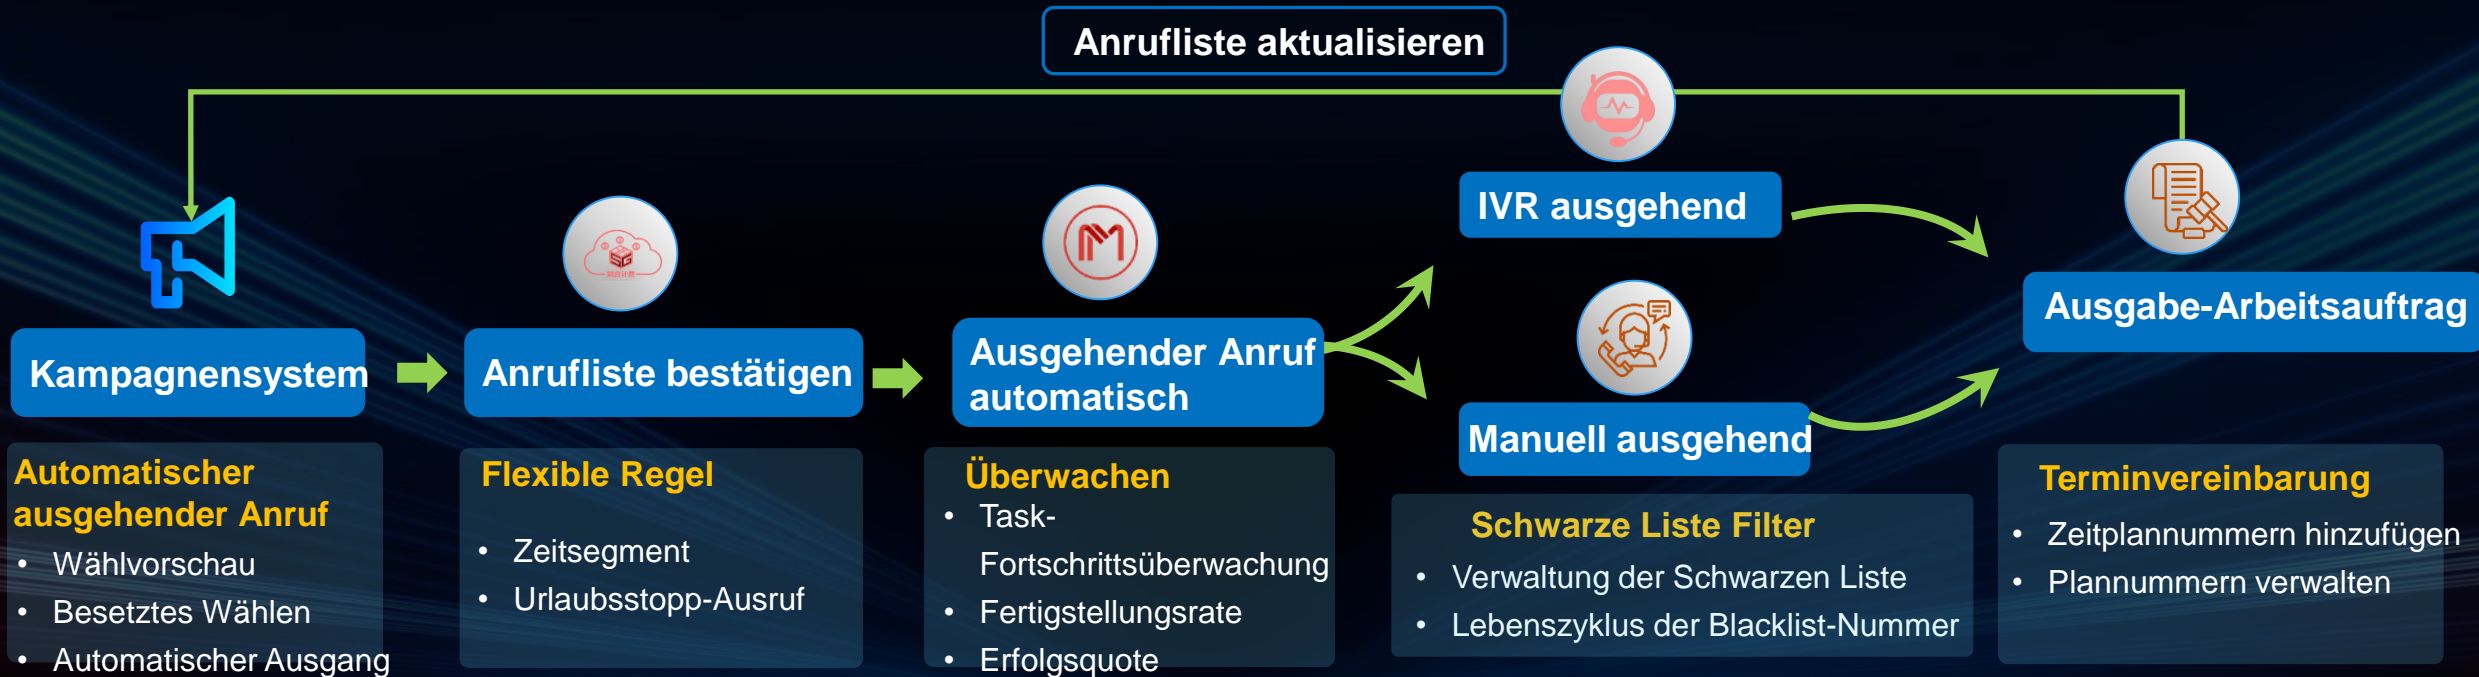 Anrufliste aktualisieren
IVR ausgehend
Ausgabe-Arbeitsauftrag
Kampagnensystem
Anrufliste bestätigen
Ausgehender Anruf
automatisch
Manuell ausgehend
Automatischer
ausgehender Anruf
• Wählvorschau
• Besetztes Wählen
• Automatischer Ausgang
Flexible Regel
• Zeitsegment
• Urlaubsstopp-Ausruf
Überwachen
• Task-
Fortschrittsüberwachung
• Fertigstellungsrate
• Erfolgsquote
Schwarze Liste Filter
• Verwaltung der Schwarzen Liste
• Lebenszyklus der Blacklist-Nummer
Terminvereinbarung
• Zeitplannummern hinzufügen
• Plannummern verwalten